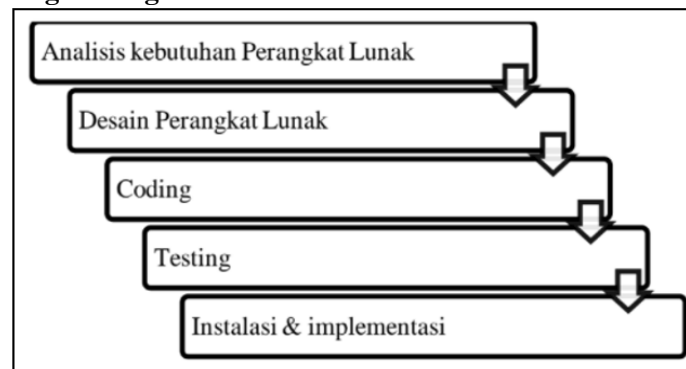 Analisis kebutuhan Perangkat Lunak
Desain Perangkat Lunak
Coding
Testing
Instalasi & implementasi